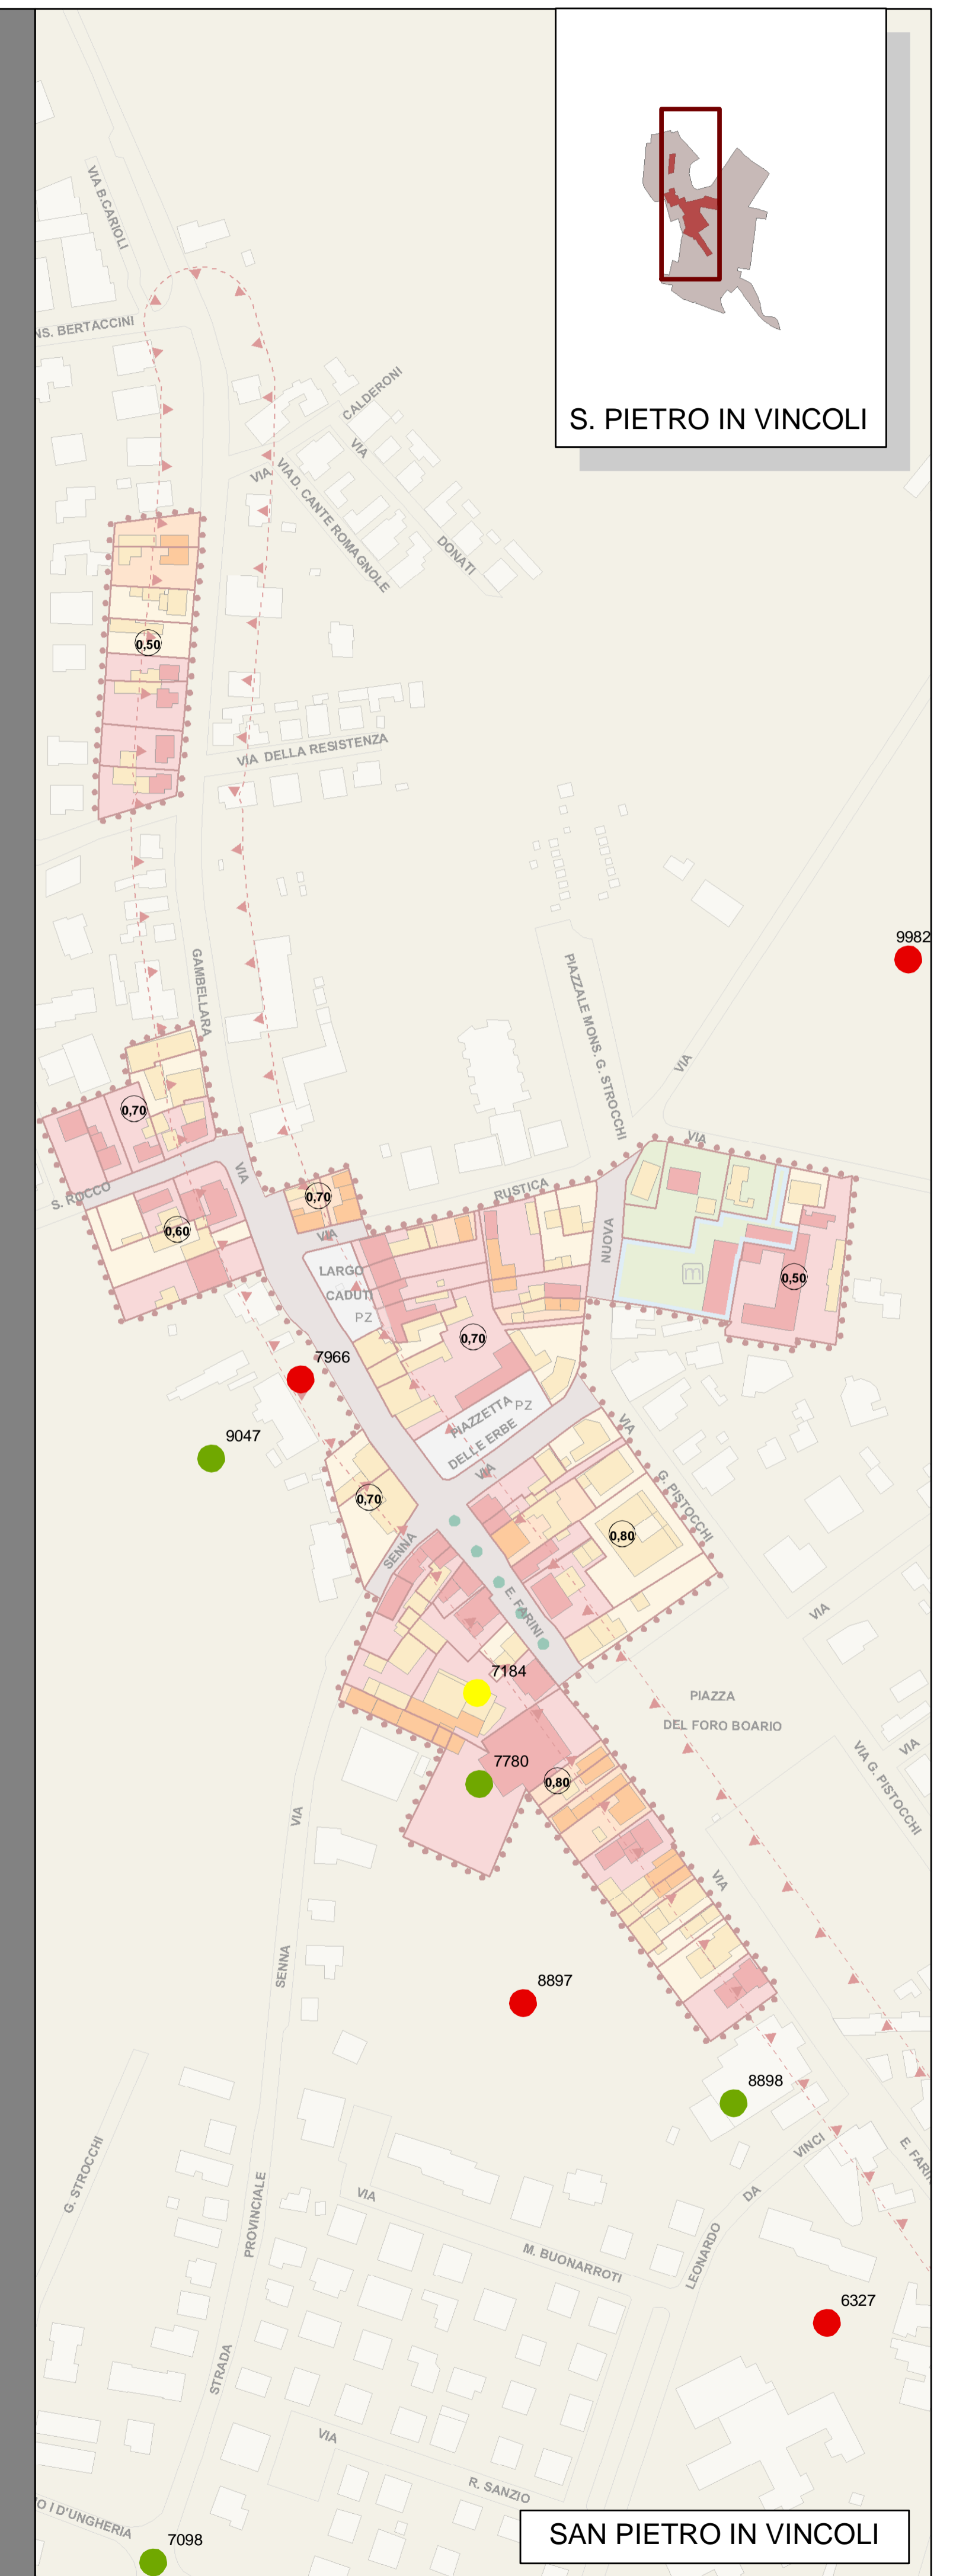 S. PIETRO IN VINCOLI
VIA B.CARIOLI
NS. BERTACCINI
CALDERONI
VIA
VIA
VIA D. CANTE ROMAGNOLE
DONATI
0,50
VIA DELLA RESISTENZA
9982
GAMBELLARA
PIAZZALE MONS. G. STROCCHI
VIA
0,70
VIA
VIA
S. ROCCO
RUSTICA
0,70
0,60
VIA
NUOVA
LARGO
CADUTI
PZ
m
0,50
0,70
7966
PIAZZETTA
PZ
DELLE ERBE
VIA
9047
VIA
G. PISTOCCHI
0,70
0,80
SENNA
E. FARINI
VIA
7184
PIAZZA
DEL FORO BOARIO
VIA
VIA G. PISTOCCHI
7780
0,80
VIA
VIA
SENNA
8897
8898
VINCI
DA
E. FARI
G. STROCCHI
PROVINCIALE
VIA
M. BUONARROTI
LEONARDO
6327
STRADA
VIA
R. SANZIO
O I D'UNGHERIA
7098
SAN PIETRO IN VINCOLI